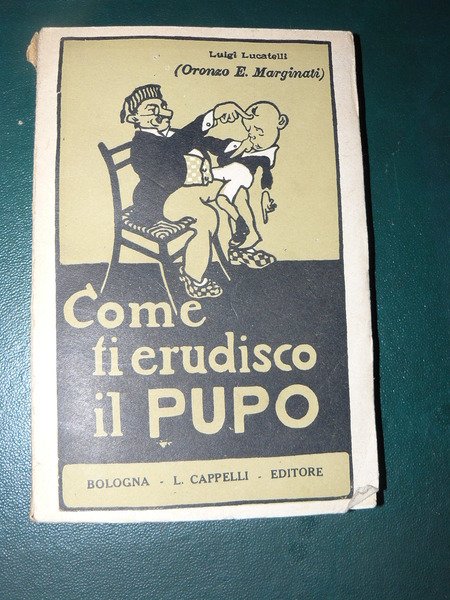 Luigi Lucatelli
(Oronzo E. Marginati)
Come
ti erudisco
il PUPO
BOLOGNA - L. CAPPELLI - EDITORE